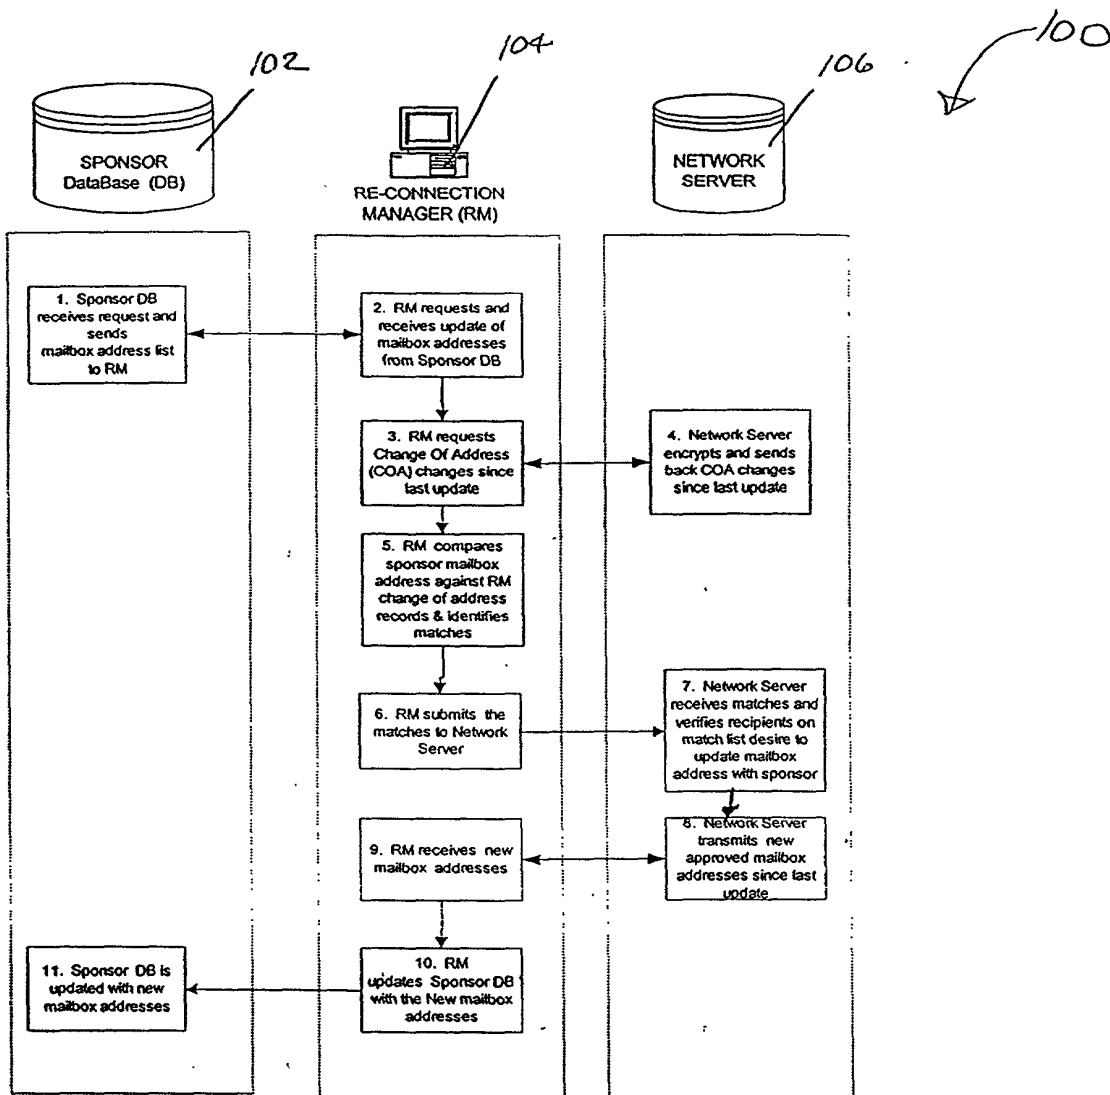 100
102
104
106
SPONSOR
DataBase (DB)
RE-CONNECTION
MANAGER (RM)
NETWORK
SERVER
1. Sponsor DB
receives request and
sends
mailbox address list
to RM
2. RM requests and
receives update of
mailbox addresses
from Sponsor DB
3. RM requests
Change Of Address
(COA) changes since
last update
4. Network Server
encrypts and sends
back COA changes
since last update
5. RM compares
sponsor mailbox
address against RM
change of address
records & identifies
matches
6. RM submits the
matches to Network
Server
7. Network Server
receives matches and
verifies recipients on
match list desire to
update mailbox
address with sponsor
8. Network Server
transmits new
approved mailbox
addresses since last
update
9. RM receives new
mailbox addresses
10. RM
updates Sponsor DB
with the New mailbox
addresses
11. Sponsor DB is
updated with new
mailbox addresses